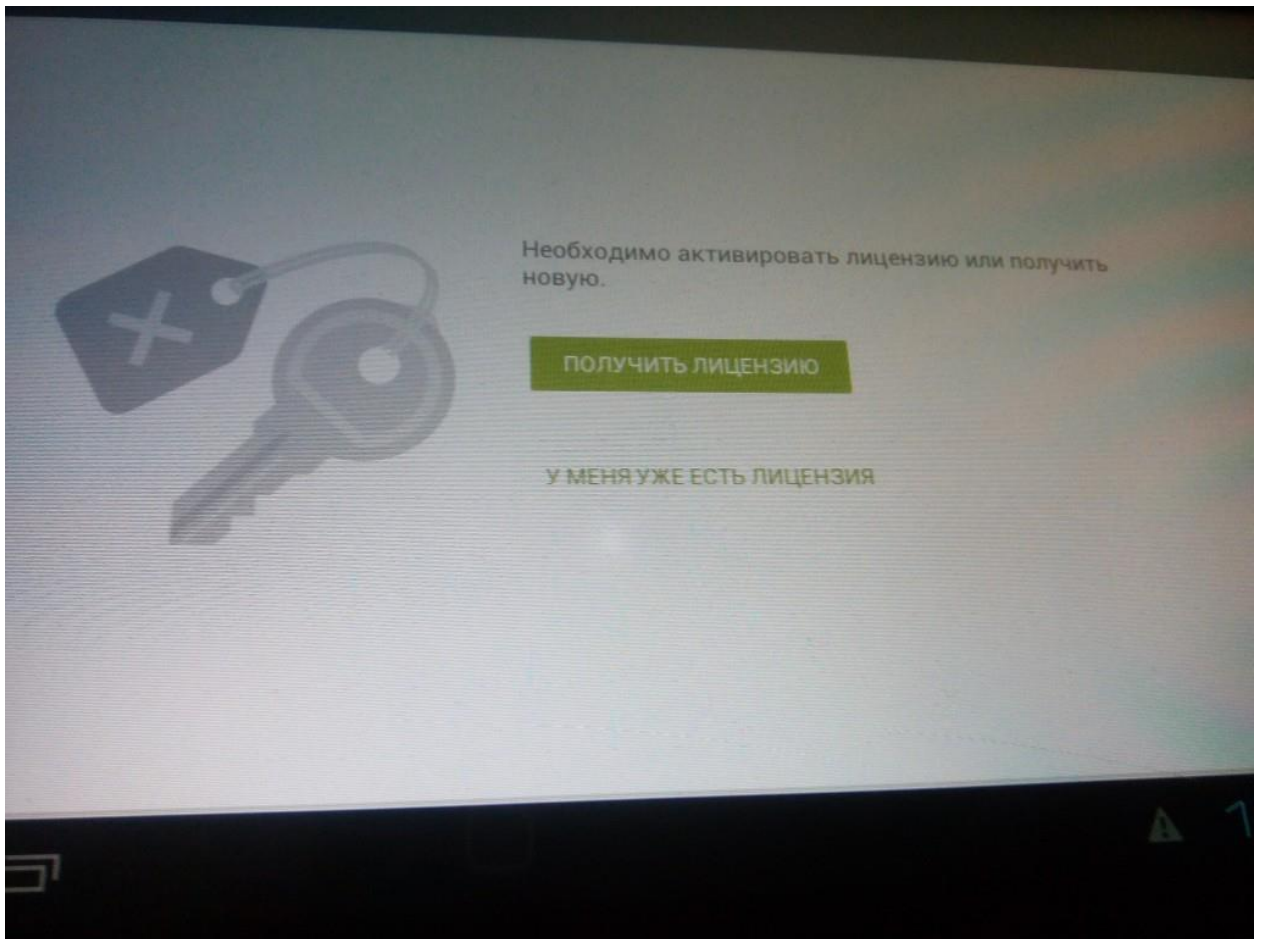 Необходимо активировать лицензию или получить
новую.
ПОЛУЧИТЬ ЛИЦЕНЗИЮ
У МЕНЯ УЖЕ ЕСТЬ ЛИЦЕНЗИЯ